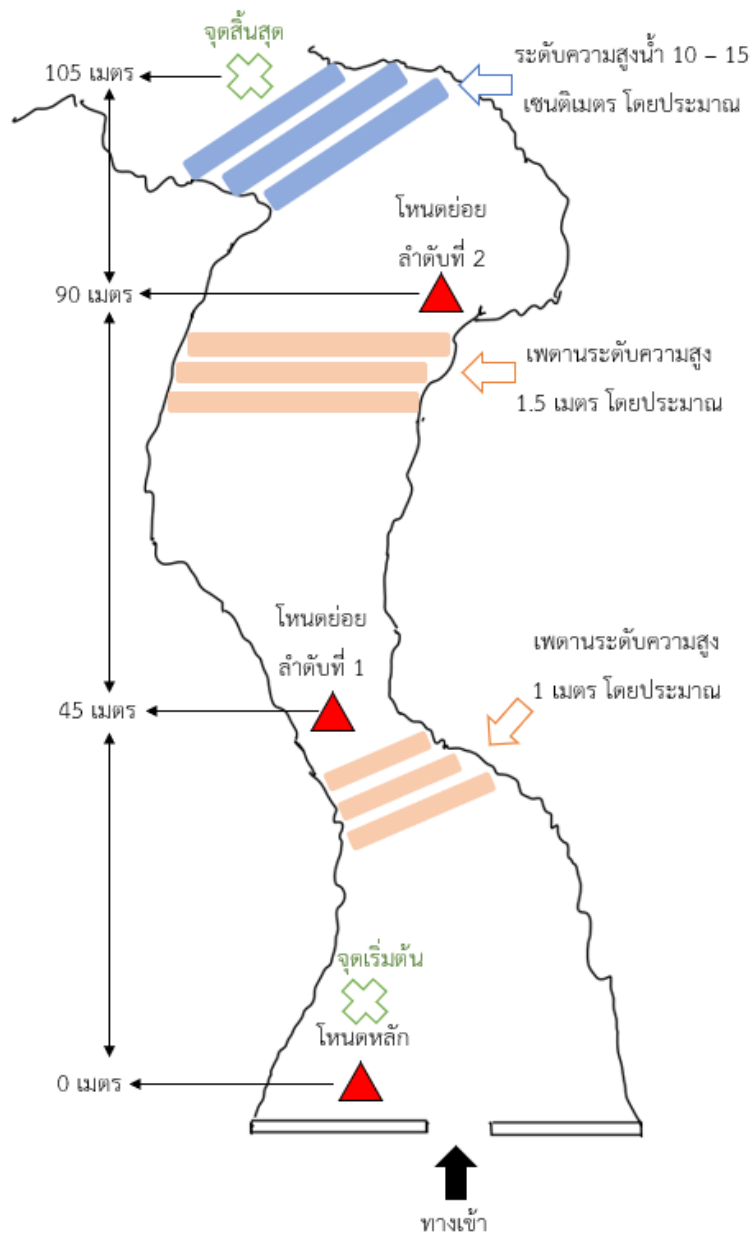 จุดสิ้นสุด
105 เมตร
ระดับความสูงน้ำ 10 – 15
เซนติเมตร โดยประมาณ
โหนดย่อย
ลำดับที่ 2
90 เมตร
เพดานระดับความสูง
1.5 เมตร โดยประมาณ
โหนดย่อย
ลำดับที่ 1
เพดานระดับความสูง
1 เมตร โดยประมาณ
45 เมตร
จุดเริ่มต้น
โหนดหลัก
0 เมตร
ทางเข้า